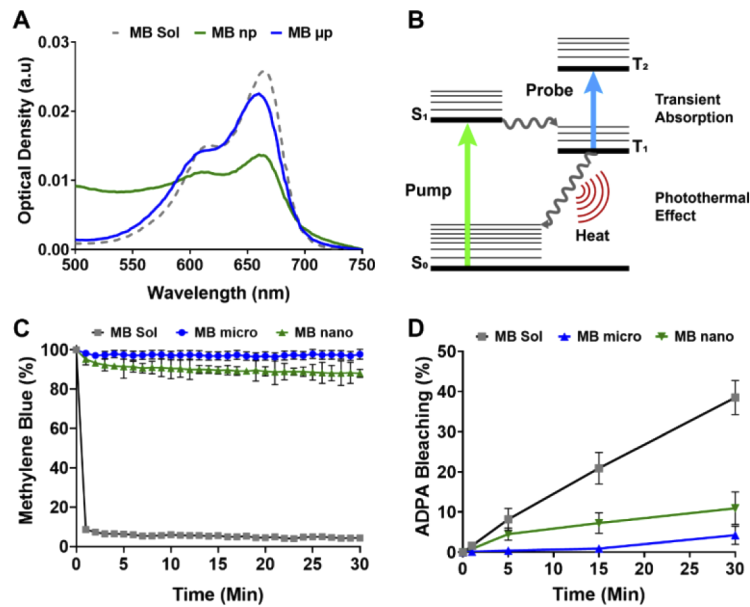 A
B
MB Sol MB np MB µp
Optical Density (a.u)
0.03
0.02
0.01
0.00
500 550 600 650 700 750
Wavelength (nm)
T₂
Probe
S₁
Transient
Absorption
T₁
Pump
Photothermal
Effect
Heat
S₀
C
D
MB Sol MB micro MB nano
Methylene Blue (%)
100
80
60
40
20
0
0 5 10 15 20 25 30
Time (Min)
MB Sol MB micro MB nano
ADPA Bleaching (%)
50
40
30
20
10
0
0 5 10 15 20 25 30
Time (Min)